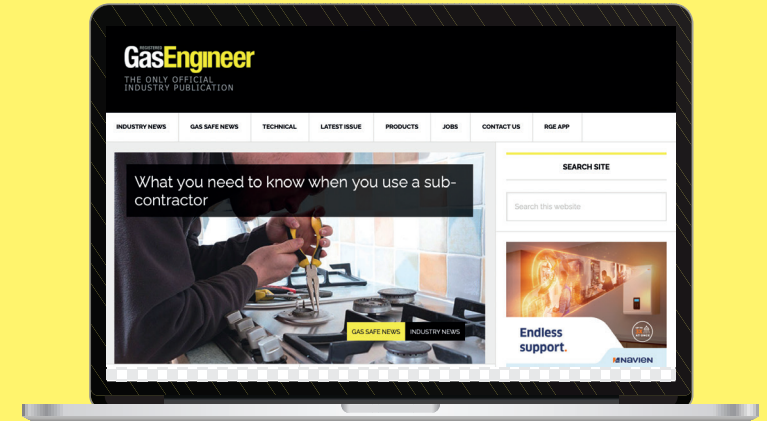 REGISTERED
GasEngineer
THE ONLY OFFICIAL
INDUSTRY PUBLICATION
INDUSTRY NEWS
GAS SAFE NEWS
TECHNICAL
LATEST ISSUE
PRODUCTS
JOBS
CONTACT US
RGE APP
What you need to know when you use a sub-
contractor
GAS SAFE NEWS
INDUSTRY NEWS
SEARCH SITE
Search this website
Endless
support.
NAVIEN